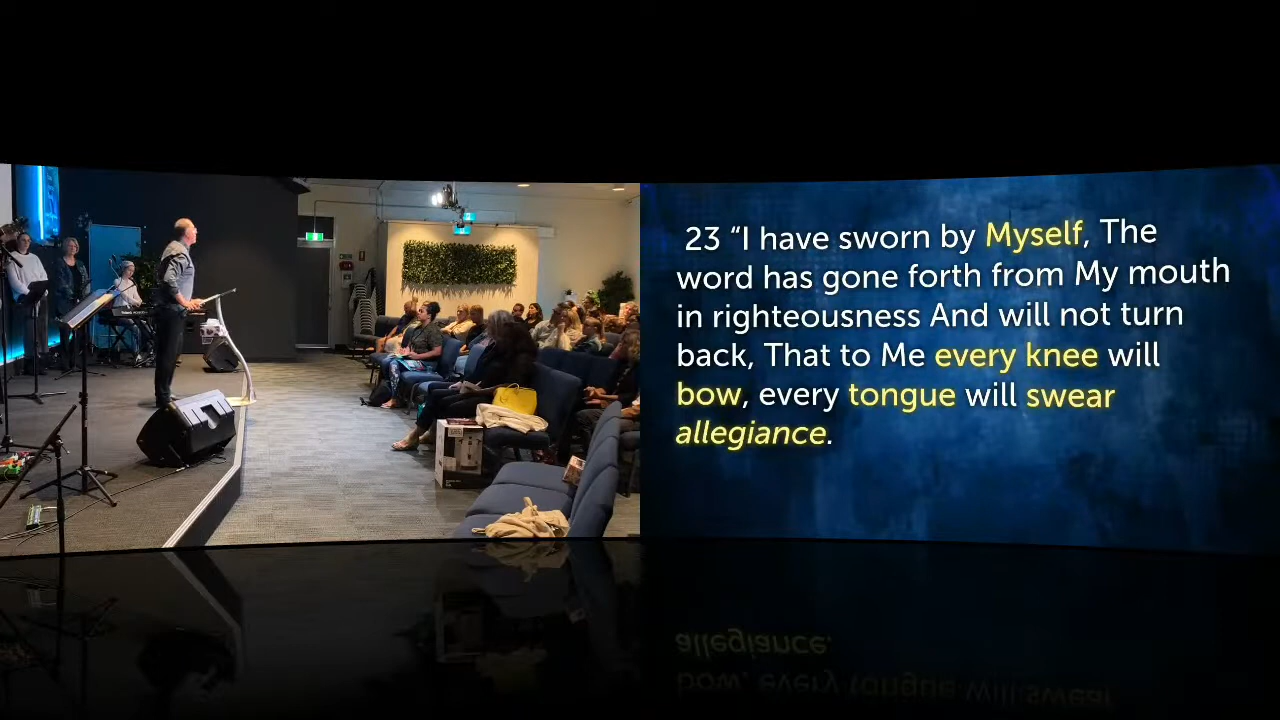 23 “I have sworn by Myself, The
word has gone forth from My mouth
in righteousness And will not turn
back, That to Me every knee will
bow, every tongue will swear
allegiance.